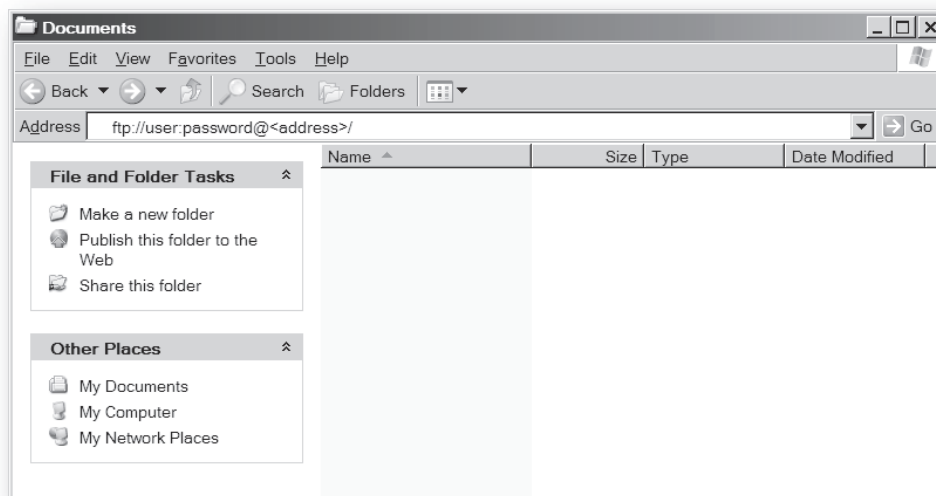 Documents
File Edit View Favorites Tools Help
Back Search Folders
Address ftp://user:password@<address>/ Go
Name Size Type Date Modified
File and Folder Tasks
Make a new folder
Publish this folder to the
Web
Share this folder
Other Places
My Documents
My Computer
My Network Places